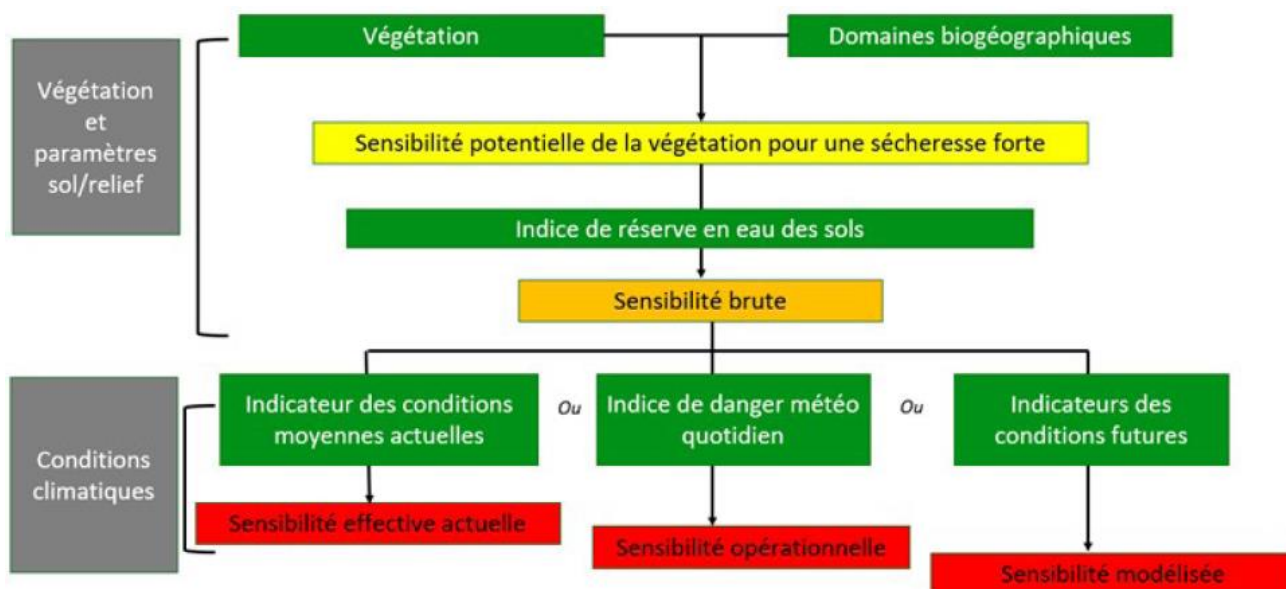 Végétation
Domaines biogéographiques
Végétation
et
paramètres
sol/relief
Sensibilité potentielle de la végétation pour une sécheresse forte
Indice de réserve en eau des sols
Sensibilité brute
Conditions
climatiques
Indicateur des conditions
moyennes actuelles
Ou
Indice de danger météo
quotidien
Ou
Indicateurs des
conditions futures
Sensibilité effective actuelle
Sensibilité opérationnelle
Sensibilité modélisée